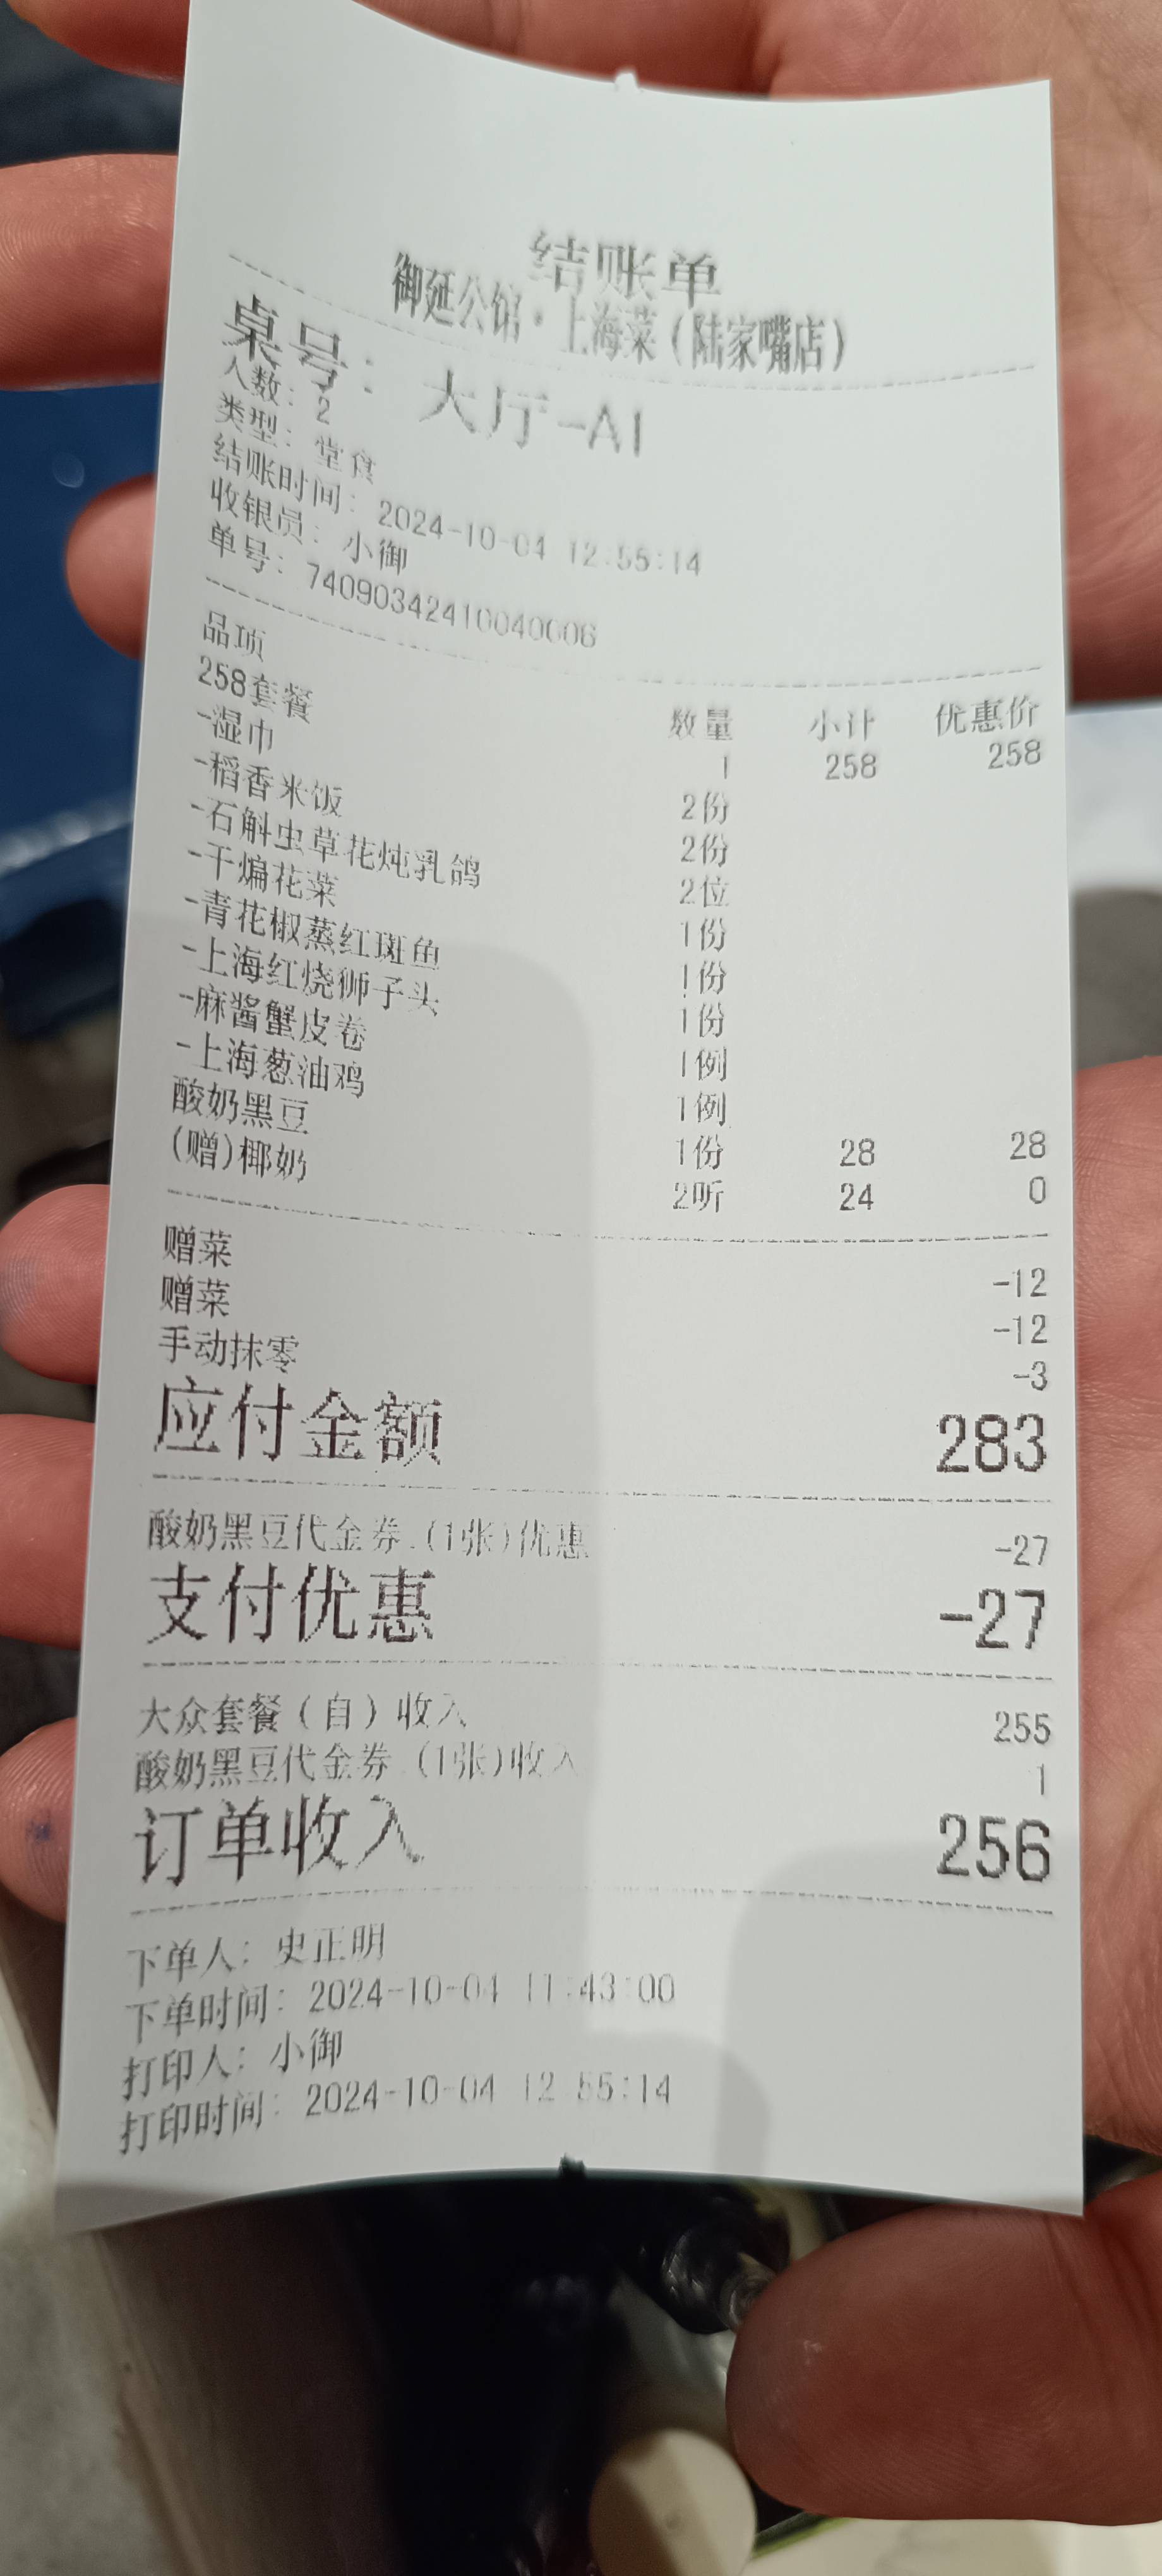 结账单
御延公馆·上海菜(陆家嘴店)
桌号: 大厅-A1
人数: 2
类型: 堂食
结账时间: 2024-10-04 12:55:14
收银员: 小御
单号: 74090342410040006
品项 数量 小计 优惠价
258套餐 1 258 258
-湿巾 2份
-稻香米饭 2份
-石斛虫草花炖乳鸽 2位
-干煸花菜 1份
-青花椒蒸红斑鱼 1份
-上海红烧狮子头 1份
-麻酱蟹皮卷 1例
-上海葱油鸡 1例
酸奶黑豆 1份 28 28
(赠)椰奶 2听 24 0
赠菜 -12
赠菜 -12
手动抹零 -3
应付金额 283
酸奶黑豆代金券.(1张)优惠 -27
支付优惠 -27
大众套餐(自)收入 255
酸奶黑豆代金券.(1张)收入 1
订单收入 256
下单人: 史正明
下单时间: 2024-10-04 11:43:00
打印人: 小御
打印时间: 2024-10-04 12:55:14